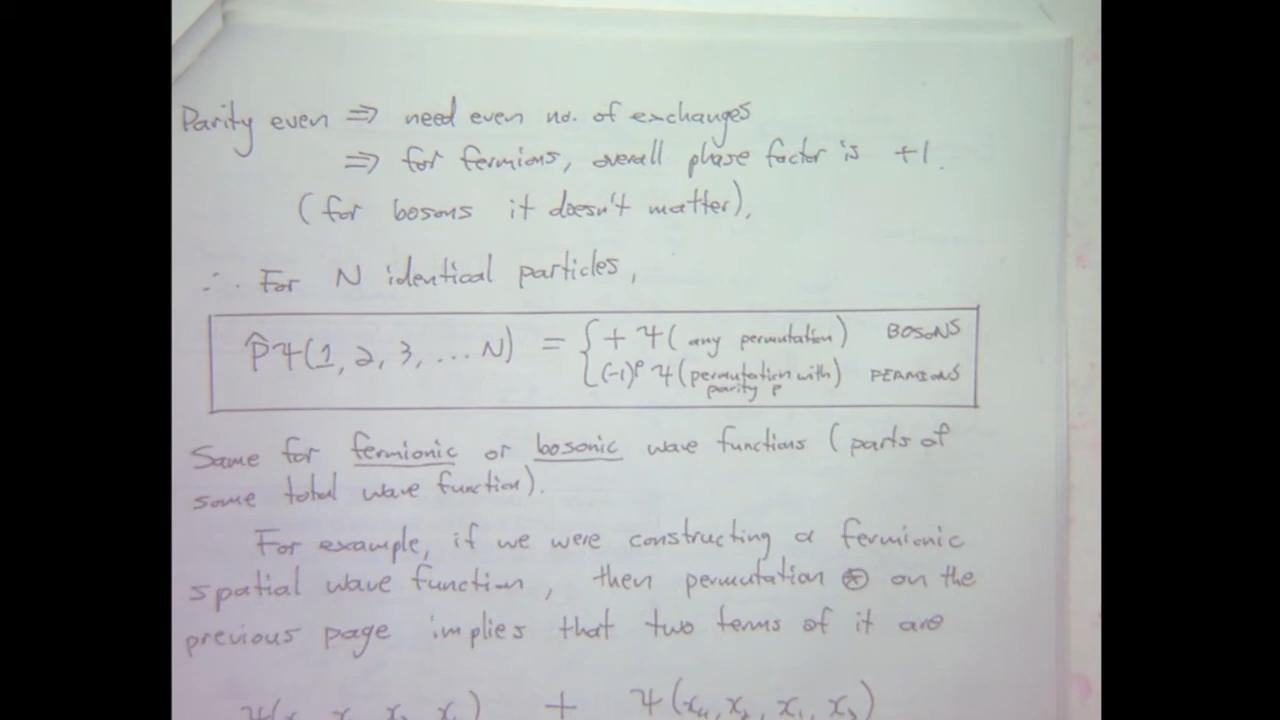 Parity even ⇒ need even no. of exchanges
⇒ for fermions, overall phase factor is +1.
(for bosons it doesn't matter).
∴ For N identical particles,
P̂Ψ(1, 2, 3, ... N) = { + Ψ( any permutation) BOSONS
(-1)^P Ψ (permutation with parity P) FERMIONS
Same for fermionic or bosonic wave functions (parts of
some total wave function).
For example, if we were constructing a fermionic
spatial wave function, then permutation ⊛ on the
previous page implies that two terms of it are
+ Ψ(x₄, x₂, x₁, x₃)